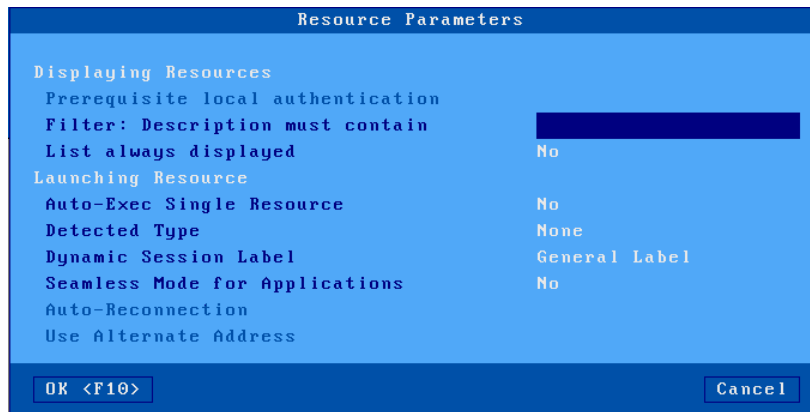 Resource Parameters
Displaying Resources
Prerequisite local authentication
Filter: Description must contain
List always displayed No
Launching Resource
Auto-Exec Single Resource No
Detected Type None
Dynamic Session Label General Label
Seamless Mode for Applications No
Auto-Reconnection
Use Alternate Address
OK <F10> Cancel